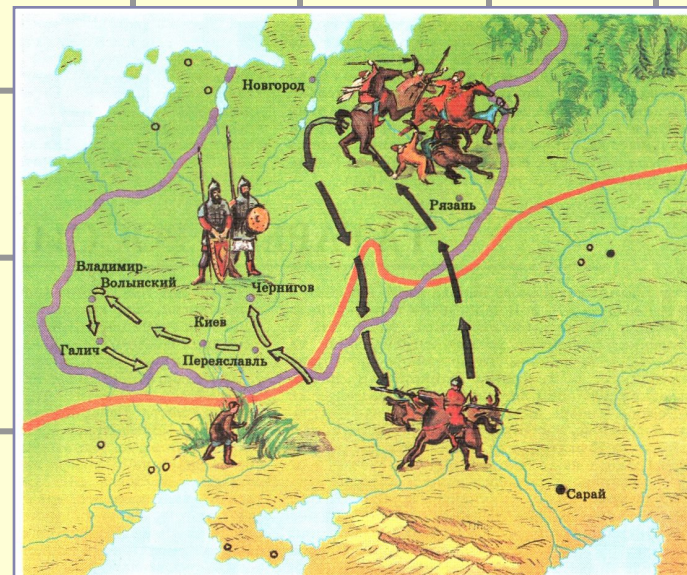 Новгород
Рязань
Владимир-
Волынский
Чернигов
Киев
Галич
Переяславль
Сарай